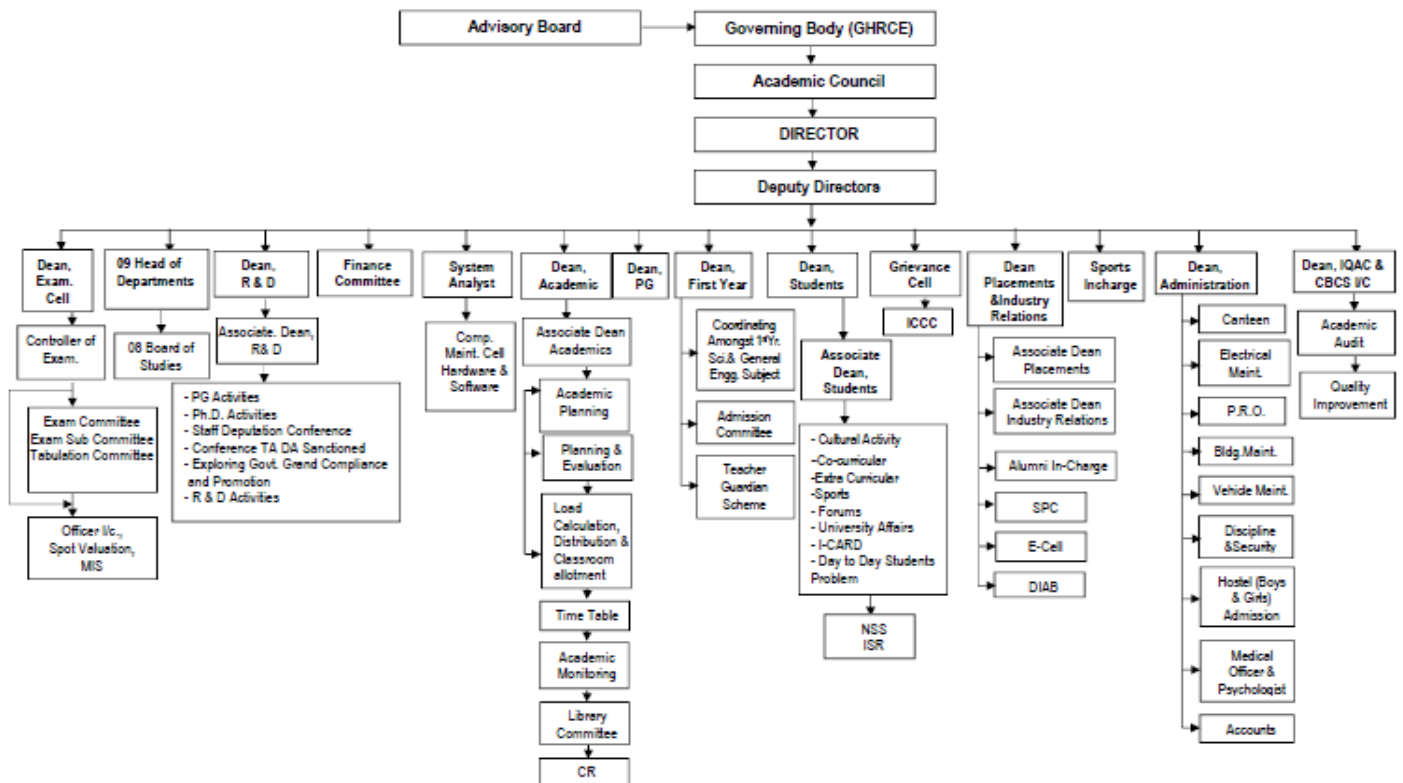 Advisory Board
Governing Body (GHRCE)
Academic Council
DIRECTOR
Deputy Directors
Dean,
Exam.
Cell
09 Head of
Departments
Dean,
R & D
Finance
Committee
System
Analyst
Dean,
Academic
Dean,
PG
Dean,
First Year
Dean,
Students
Grievance
Cell
Dean
Placements
&Industry
Relations
Sports
Incharge
Dean,
Administration
Dean, IQAC &
CBCS I/C
Controller of
Exam.
Exam Committee
Exam Sub Committee
Tabulation Committee
Officer I/c.,
Spot Valuation,
MIS
08 Board of
Studies
Associate. Dean,
R& D
- PG Activities
- Ph.D. Activities
- Staff Deputation Conference
- Conference TA DA Sanctioned
- Exploring Govt. Grand Compliance
and Promotion
- R & D Activities
Comp.
Maint. Cell
Hardware &
Software
Associate Dean
Academics
Academic
Planning
Planning &
Evaluation
Load
Calculation,
Distribution &
Classroom
allotment
Time Table
Academic
Monitoring
Library
Committee
CR
Coordinating
Amongst 1stYr.
Sci.& General
Engg. Subject
Admission
Committee
Teacher
Guardian
Scheme
Associate
Dean,
Students
- Cultural Activity
-Co-curricular
-Extra Curricular
-Sports
- Forums
- University Affairs
- I-CARD
- Day to Day Students
Problem
NSS
ISR
ICCC
Associate Dean
Placements
Associate Dean
Industry Relations
Alumni In-Charge
SPC
E-Cell
DIAB
Canteen
Electrical
Maint.
P.R.O.
Bldg.Maint.
Vehicle Maint.
Discipline
&Security
Hostel (Boys
& Girls)
Admission
Medical
Officer &
Psychologist
Accounts
Academic
Audit
Quality
Improvement